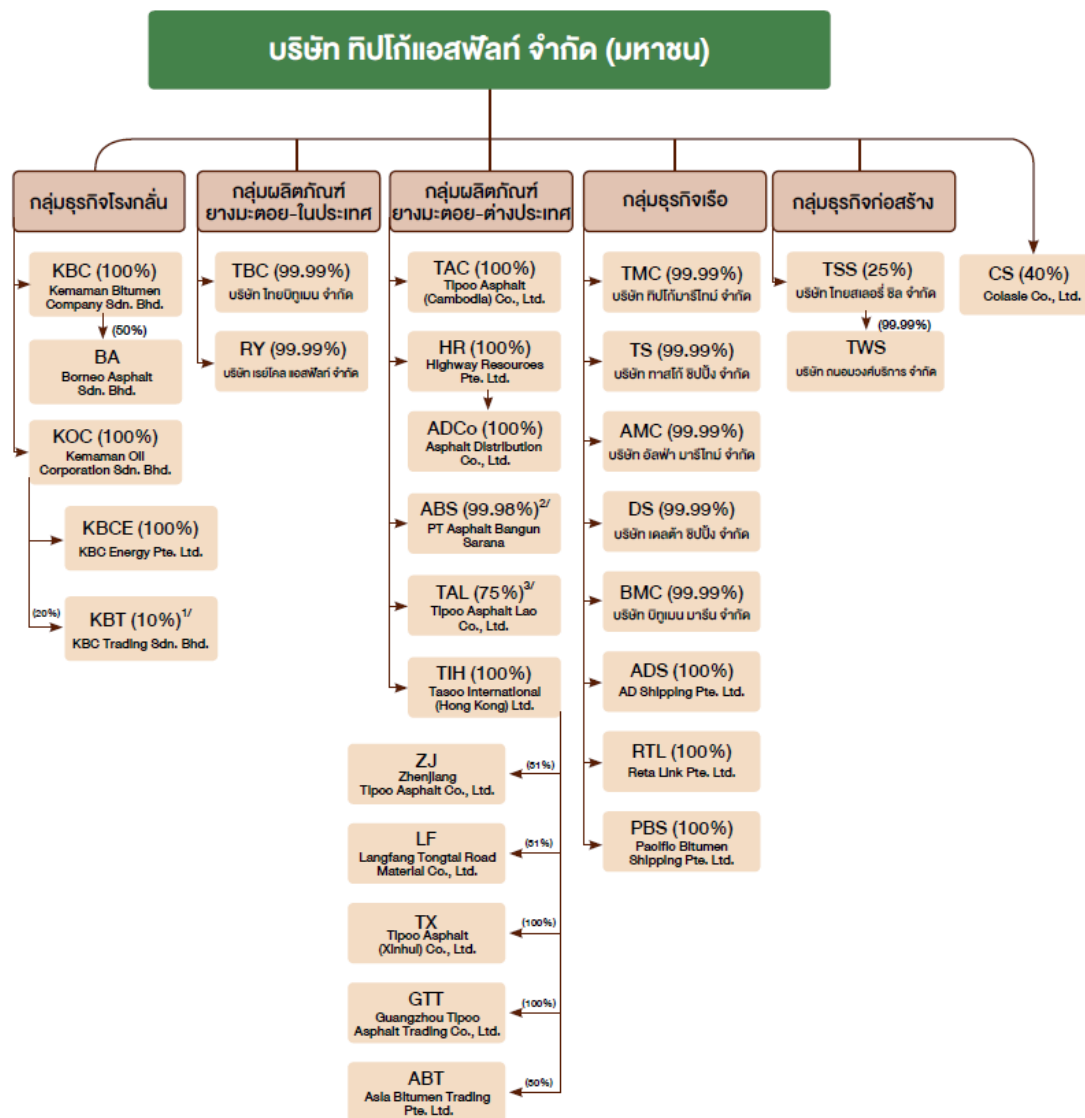 บริษัท ทิปโก้แอสฟัลท์ จำกัด (มหาชน)
กลุ่มธุรกิจโรงกลั่น
KBC (100%)
Kemaman Bitumen
Company Sdn. Bhd.
(50%)
BA
Borneo Asphalt
Sdn. Bhd.
KOC (100%)
Kemaman Oil
Corporation Sdn. Bhd.
KBCE (100%)
KBC Energy Pte. Ltd.
(20%)
KBT (10%)1/
KBC Trading Sdn. Bhd.
กลุ่มผลิตภัณฑ์
ยางมะตอย-ในประเทศ
TBC (99.99%)
บริษัท ไทยบิทูเมน จำกัด
RY (99.99%)
บริษัท เรย์โคล แอสฟัลท์ จำกัด
กลุ่มผลิตภัณฑ์
ยางมะตอย-ต่างประเทศ
TAC (100%)
Tipco Asphalt
(Cambodia) Co., Ltd.
HR (100%)
Highway Resources
Pte. Ltd.
ADCo (100%)
Asphalt Distribution
Co., Ltd.
ABS (99.98%)2/
PT Asphalt Bangun
Sarana
TAL (75%)3/
Tipco Asphalt Lao
Co., Ltd.
TIH (100%)
Tasco International
(Hong Kong) Ltd.
ZJ
Zhenjiang
Tipco Asphalt Co., Ltd.
(51%)
LF
Langfang Tongtai Road
Material Co., Ltd.
(51%)
TX
Tipco Asphalt
(Xinhui) Co., Ltd.
(100%)
GTT
Guangzhou Tipco
Asphalt Trading Co., Ltd.
(100%)
ABT
Asia Bitumen Trading
Pte. Ltd.
(50%)
กลุ่มธุรกิจเรือ
TMC (99.99%)
บริษัท ทิปโก้มารีไทม์ จำกัด
TS (99.99%)
บริษัท ทาสโก้ ชิปปิ้ง จำกัด
AMC (99.99%)
บริษัท อัลฟ่า มารีไทม์ จำกัด
DS (99.99%)
บริษัท เดลต้า ชิปปิ้ง จำกัด
BMC (99.99%)
บริษัท บิทูเมน มารีน จำกัด
ADS (100%)
AD Shipping Pte. Ltd.
RTL (100%)
Reta Link Pte. Ltd.
PBS (100%)
Pacific Bitumen
Shipping Pte. Ltd.
กลุ่มธุรกิจก่อสร้าง
TSS (25%)
บริษัท ไทยสเลอรี่ ซีล จำกัด
(99.99%)
TWS
บริษัท ถนอมวงศ์บริการ จำกัด
CS (40%)
Colasie Co., Ltd.